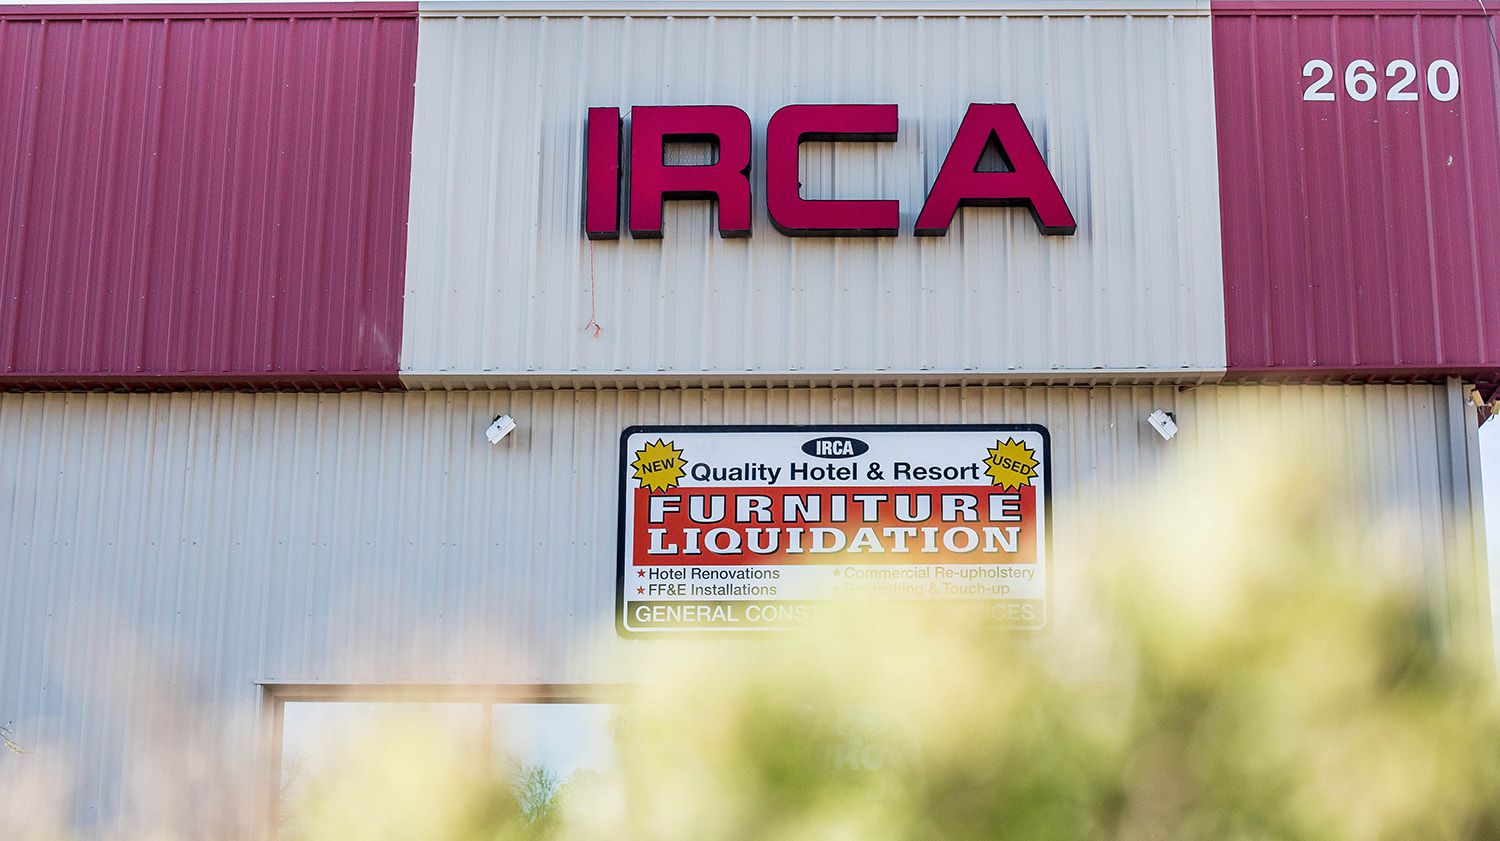 2620
IRCA
IRCA
NEW
Quality Hotel & Resort
USED
FURNITURE
LIQUIDATION
★Hotel Renovations
★Commercial Re-upholstery
★FF&E Installations
★Refinishing & Touch-up
GENERAL